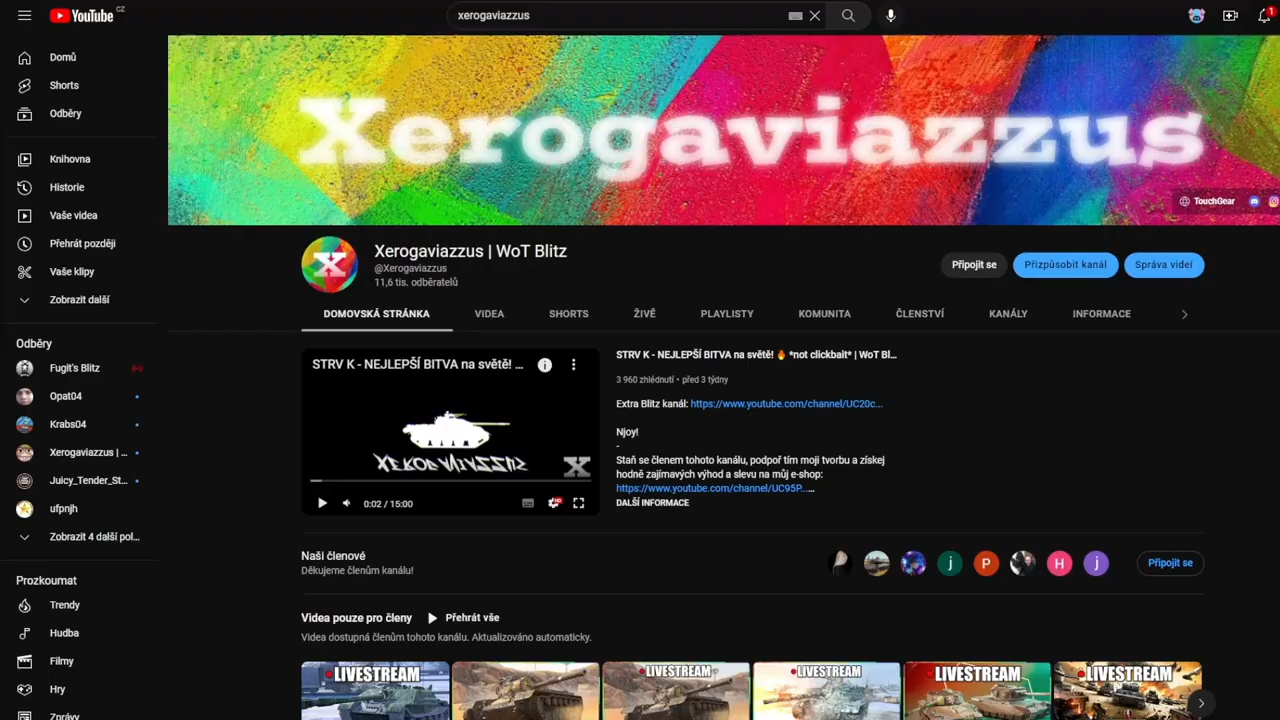 YouTube CZ
xerogaviazzus
1
Domů
Shorts
Odběry
Knihovna
Historie
Vaše videa
Přehrát později
Vaše klipy
Zobrazit další
Odběry
Fugit's Blitz
Opat04
Krabs04
Xerogaviazzus | ...
Juicy_Tender_St...
ufpnjh
Zobrazit 4 další pol...
Prozkoumat
Trendy
Hudba
Filmy
Hry
Zprávy
Xerogaviazzus
TouchGear
X
Xerogaviazzus | WoT Blitz
@Xerogaviazzus
11,6 tis. odběratelů
Připojit se
Přizpůsobit kanál
Správa videí
DOMOVSKÁ STRÁNKA
VIDEA
SHORTS
ŽIVĚ
PLAYLISTY
KOMUNITA
ČLENSTVÍ
KANÁLY
INFORMACE
STRV K - NEJLEPŠÍ BITVA na světě! ...
X
0:02 / 15:00
HD
STRV K - NEJLEPŠÍ BITVA na světě! 🔥 *not clickbait* | WoT Bl...
3 960 zhlédnutí • před 3 týdny
Extra Blitz kanál: https://www.youtube.com/channel/UC20c...
Njoy!
-
Staň se členem tohoto kanálu, podpoř tím moji tvorbu a získej
hodně zajímavých výhod a slevu na můj e-shop:
https://www.youtube.com/channel/UC95P...…
DALŠÍ INFORMACE
Naši členové
Děkujeme členům kanálu!
j
P
H
j
Připojit se
Videa pouze pro členy
Přehrát vše
Videa dostupná členům tohoto kanálu. Aktualizováno automaticky.
LIVESTREAM
LIVESTREAM
LIVESTREAM
LIVESTREAM
LIVESTREAM